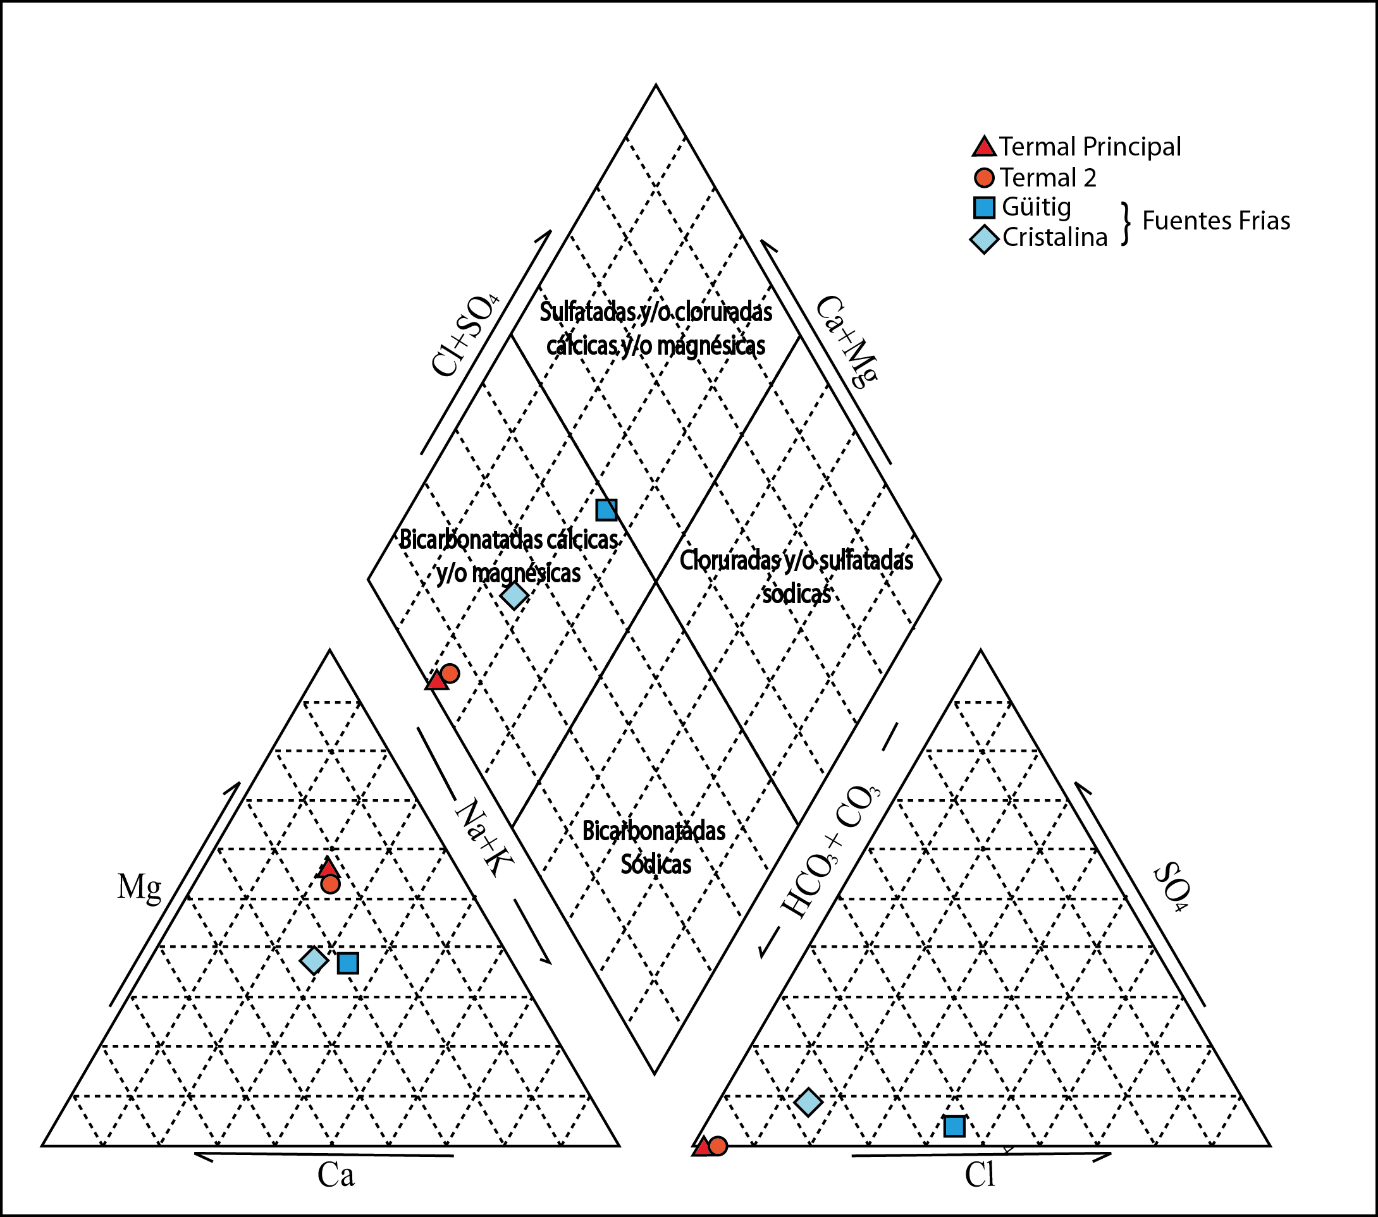 Termal Principal
Termal 2
Güitig
Cristalina
} Fuentes Frias
Cl+SO₄
Ca+Mg
Sulfatadas y/o cloruradas
cálcicas y/o magnésicas
Bicarbonatadas cálcicas
y/o magnésicas
Cloruradas y/o sulfatadas
sodicas
Bicarbonatadas
Sódicas
Na+K
HCO₃+ CO₃
Mg
SO₄
Ca
Cl